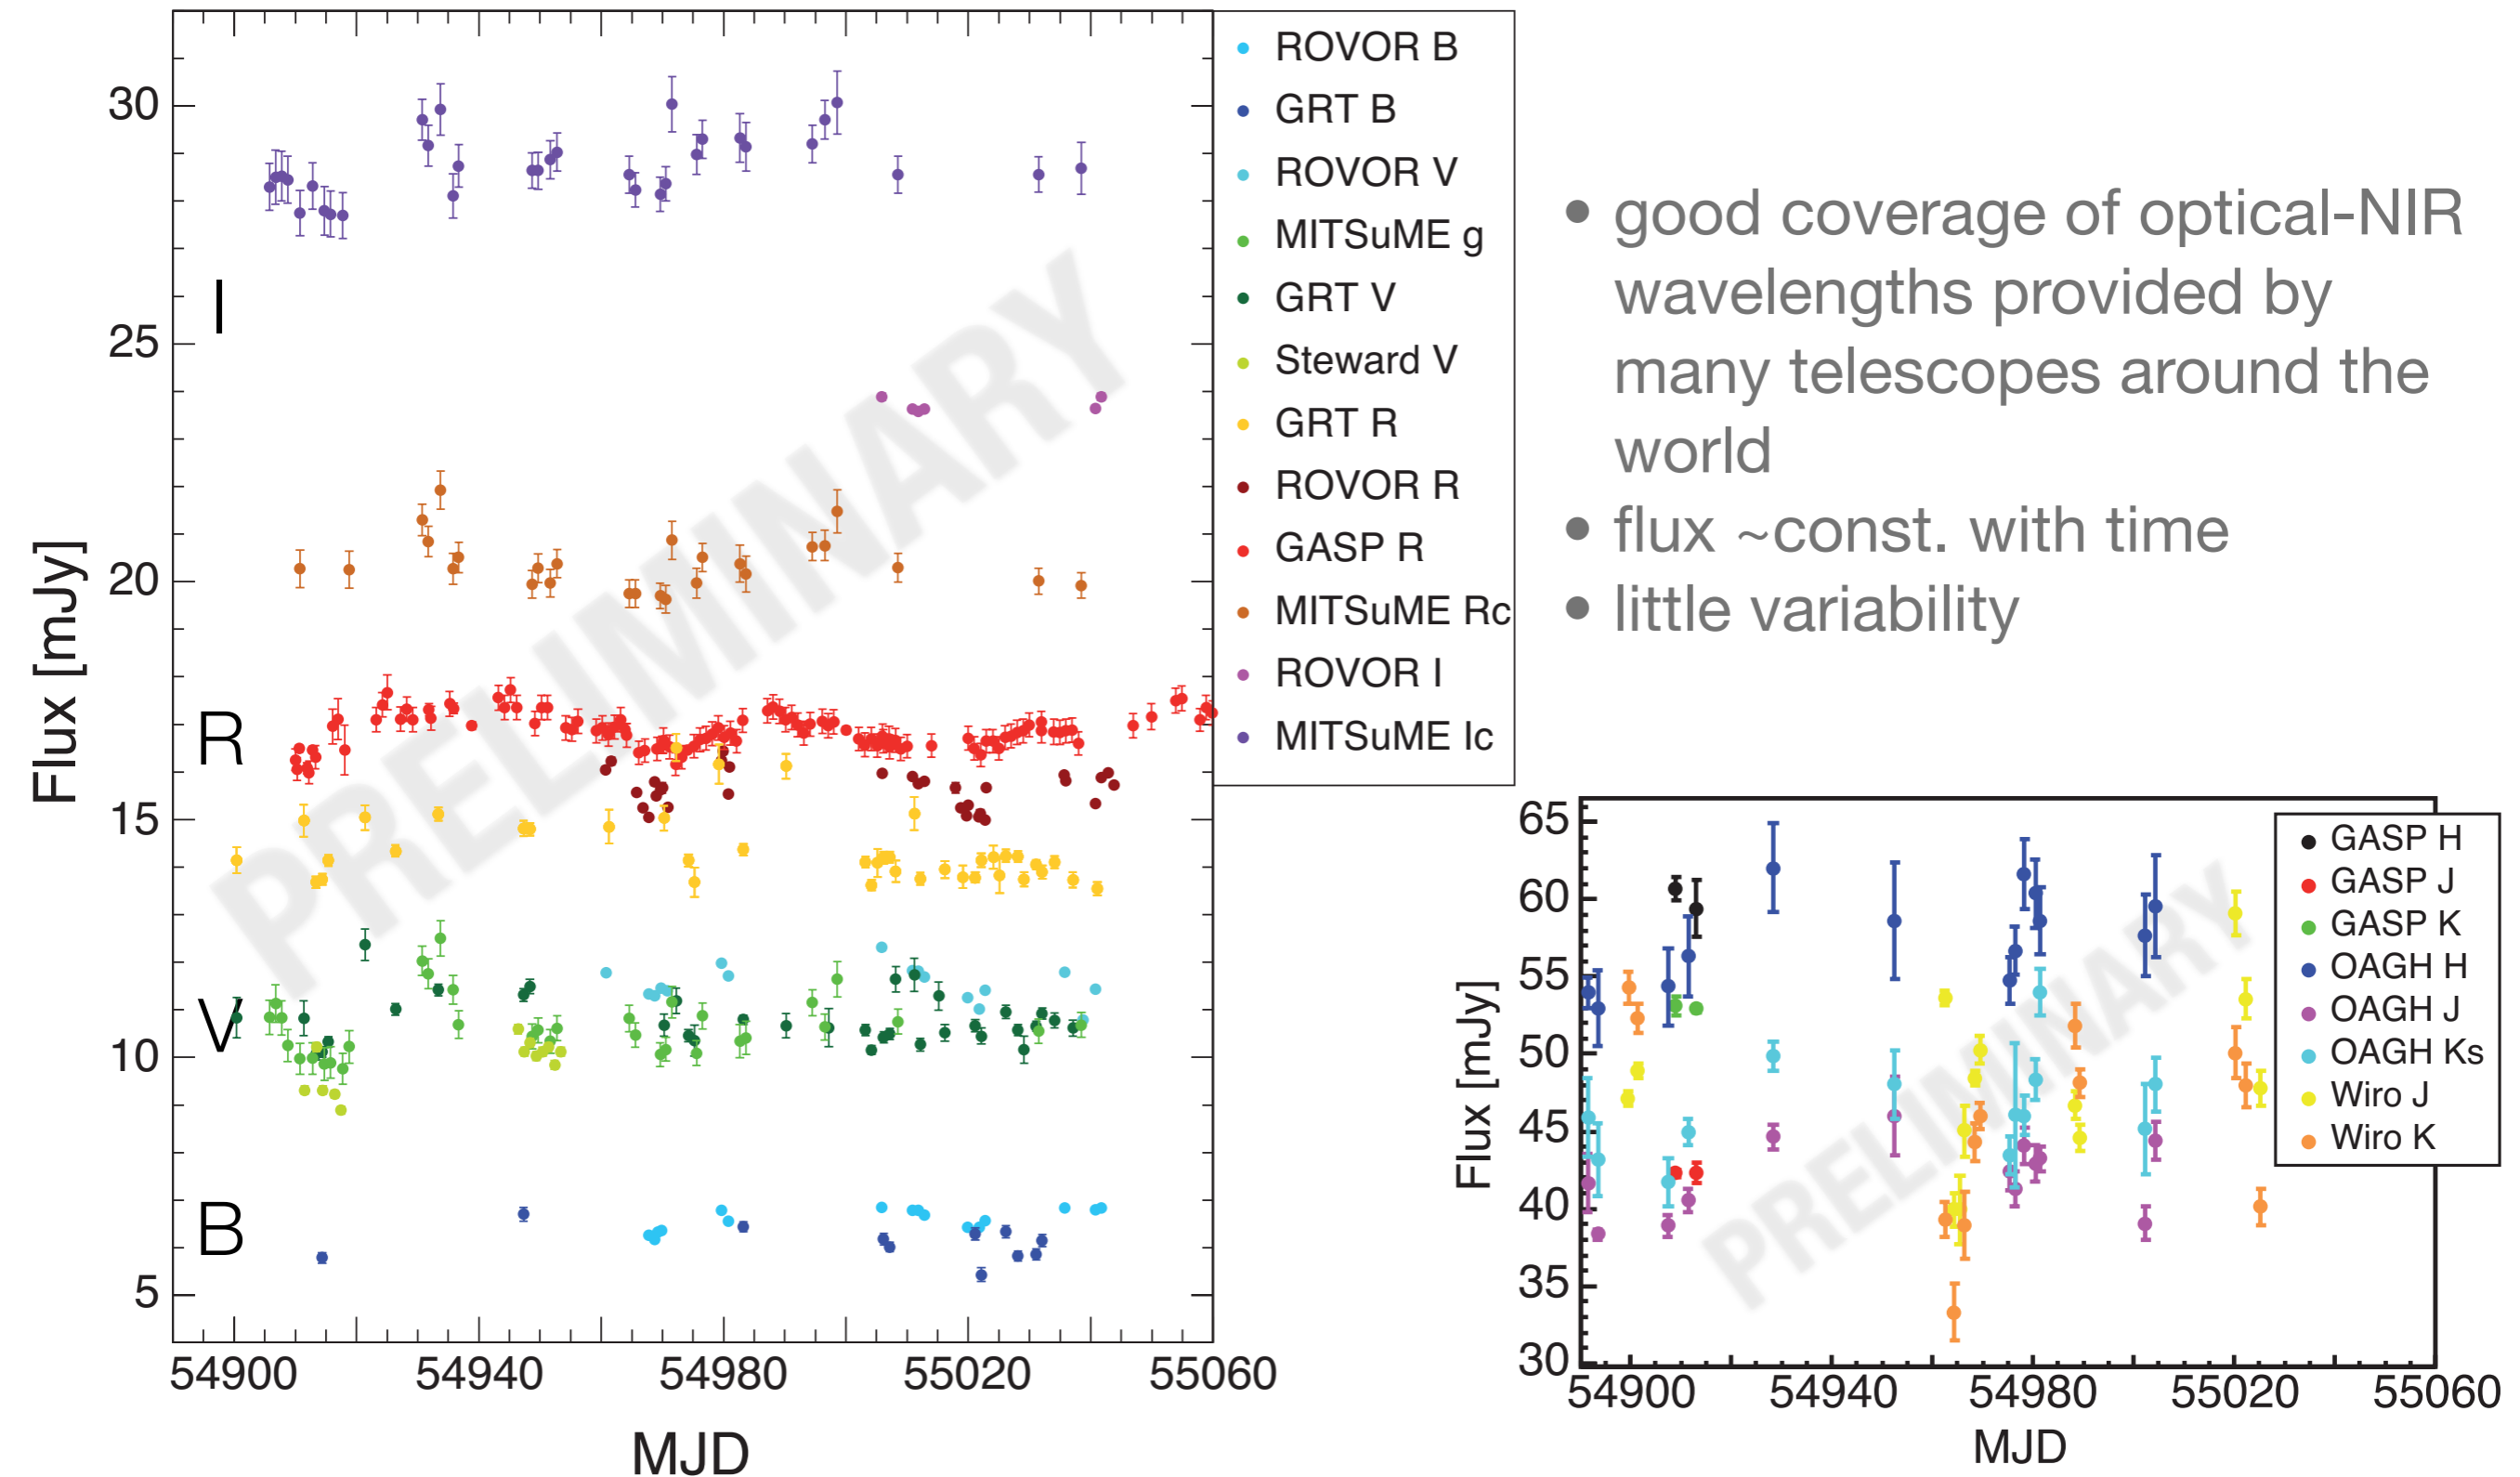 30
25
20
15
10
5
Flux [mJy]
I
R
V
B
PRELIMINARY
54900 54940 54980 55020 55060
MJD
ROVOR B
GRT B
ROVOR V
MITSuME g
GRT V
Steward V
GRT R
ROVOR R
GASP R
MITSuME Rc
ROVOR I
MITSuME Ic
• good coverage of optical-NIR
wavelengths provided by
many telescopes around the
world
• flux ~const. with time
• little variability
65
60
55
50
45
40
35
30
Flux [mJy]
PRELIMINARY
54900 54940 54980 55020 55060
MJD
GASP H
GASP J
GASP K
OAGH H
OAGH J
OAGH Ks
Wiro J
Wiro K